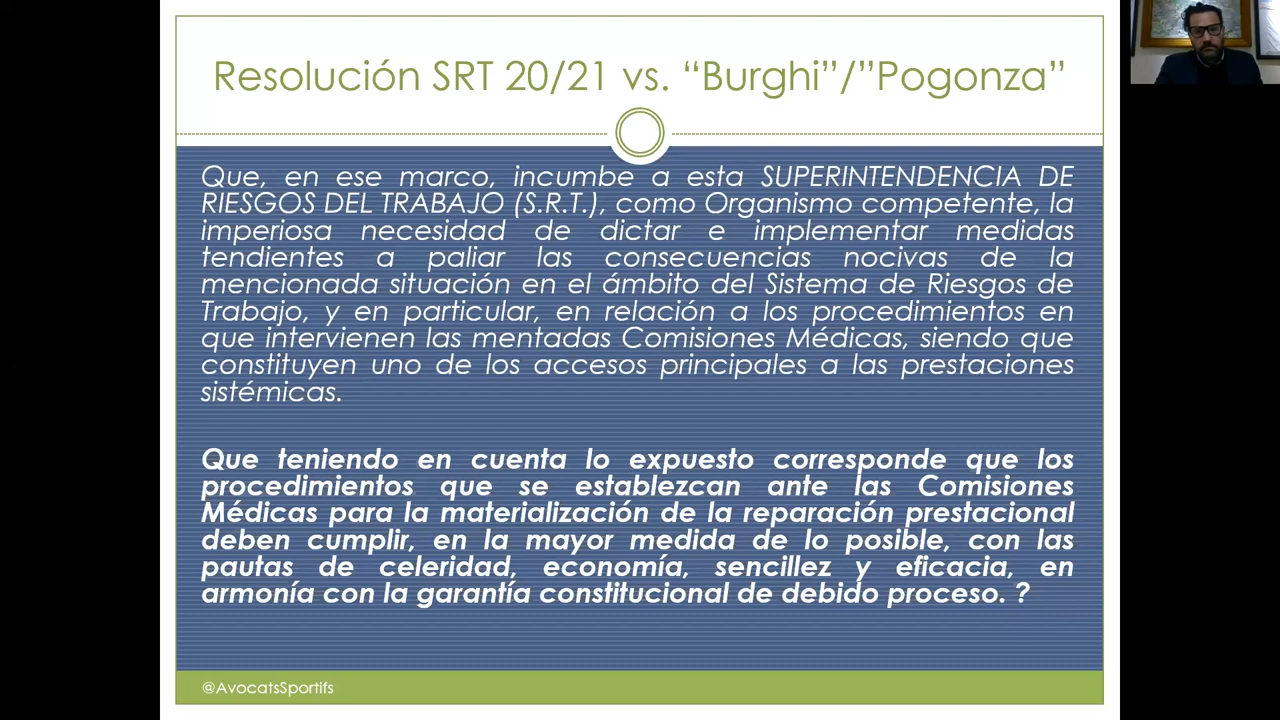 Resolución SRT 20/21 vs. “Burghi”/”Pogonza”
Que, en ese marco, incumbe a esta SUPERINTENDENCIA DE
RIESGOS DEL TRABAJO (S.R.T.), como Organismo competente, la
imperiosa necesidad de dictar e implementar medidas
tendientes a paliar las consecuencias nocivas de la
mencionada situación en el ámbito del Sistema de Riesgos de
Trabajo, y en particular, en relación a los procedimientos en
que intervienen las mentadas Comisiones Médicas, siendo que
constituyen uno de los accesos principales a las prestaciones
sistémicas.
Que teniendo en cuenta lo expuesto corresponde que los
procedimientos que se establezcan ante las Comisiones
Médicas para la materialización de la reparación prestacional
deben cumplir, en la mayor medida de lo posible, con las
pautas de celeridad, economía, sencillez y eficacia, en
armonía con la garantía constitucional de debido proceso. ?
@AvocatsSportifs